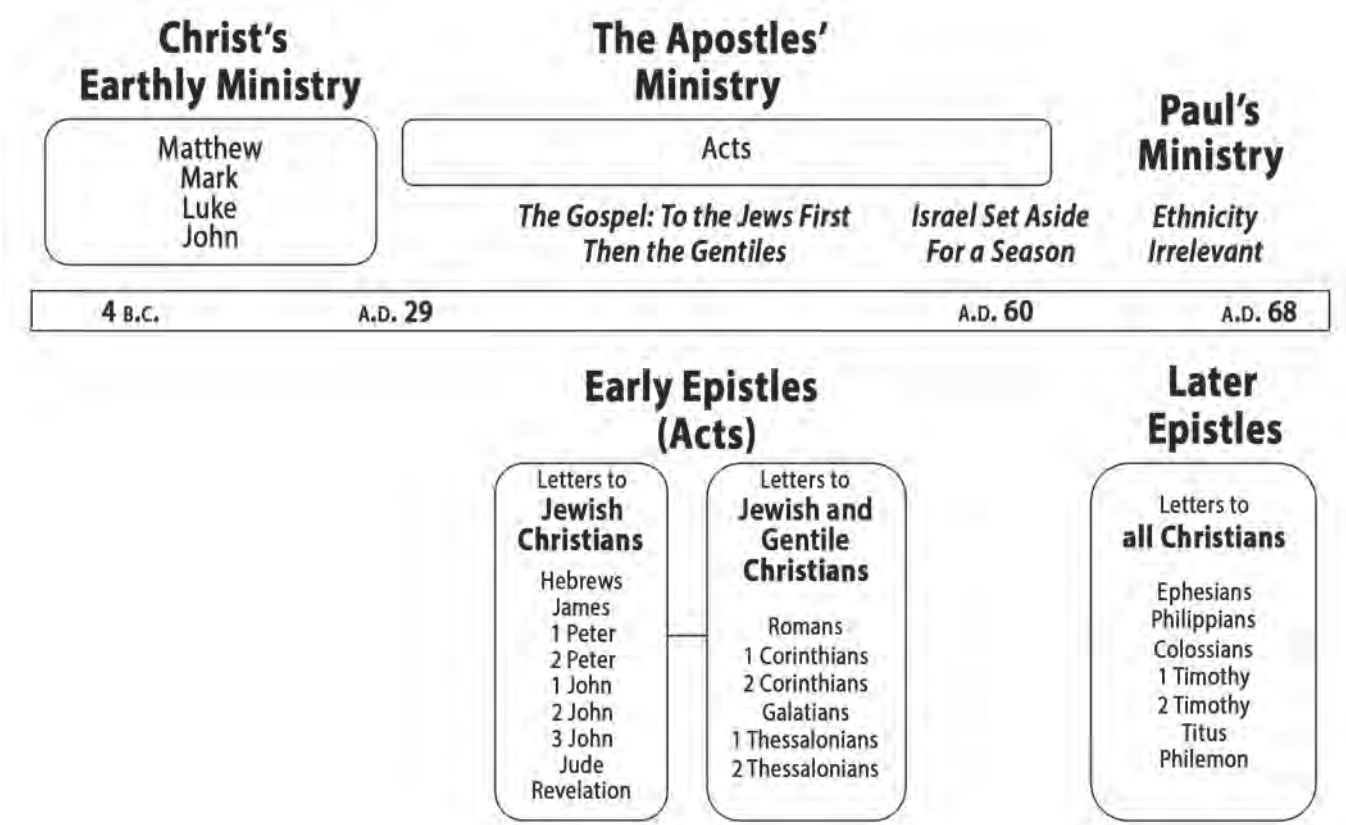 Christ's
Earthly Ministry
Matthew
Mark
Luke
John
The Apostles'
Ministry
Acts
The Gospel: To the Jews First
Then the Gentiles
Israel Set Aside
For a Season
Paul's
Ministry
Ethnicity
Irrelevant
4 B.C.
A.D. 29
A.D. 60
A.D. 68
Early Epistles
(Acts)
Letters to
Jewish
Christians
Hebrews
James
1 Peter
2 Peter
1 John
2 John
3 John
Jude
Revelation
Letters to
Jewish and
Gentile
Christians
Romans
1 Corinthians
2 Corinthians
Galatians
1 Thessalonians
2 Thessalonians
Later
Epistles
Letters to
all Christians
Ephesians
Philippians
Colossians
1 Timothy
2 Timothy
Titus
Philemon